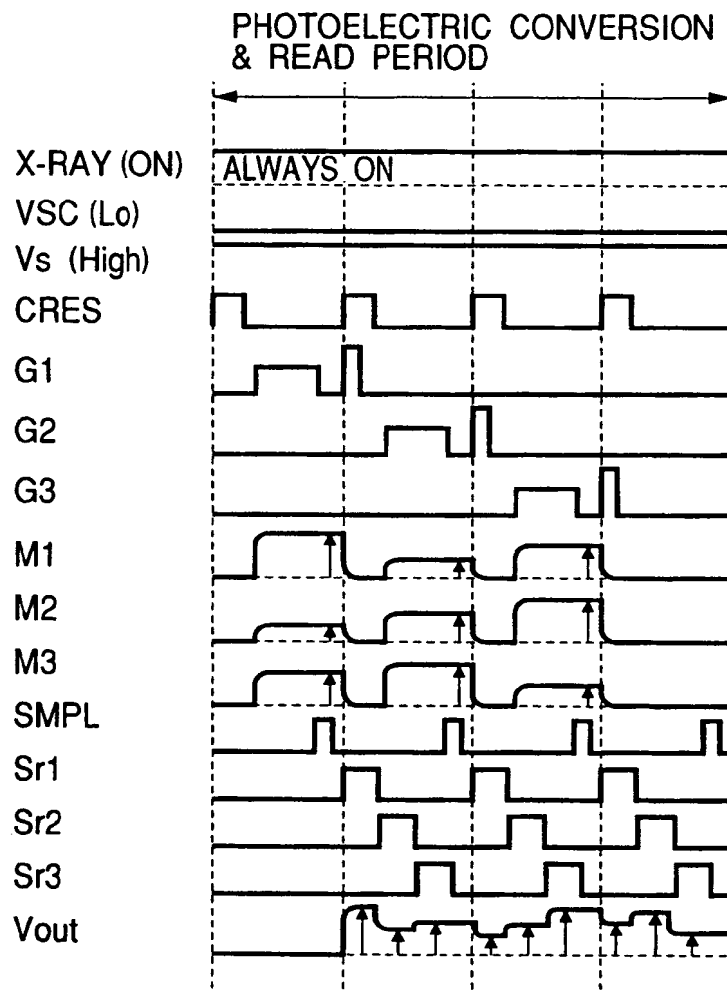 PHOTOELECTRIC CONVERSION
& READ PERIOD
X-RAY (ON)
ALWAYS ON
VSC (Lo)
Vs (High)
CRES
G1
G2
G3
M1
M2
M3
SMPL
Sr1
Sr2
Sr3
Vout